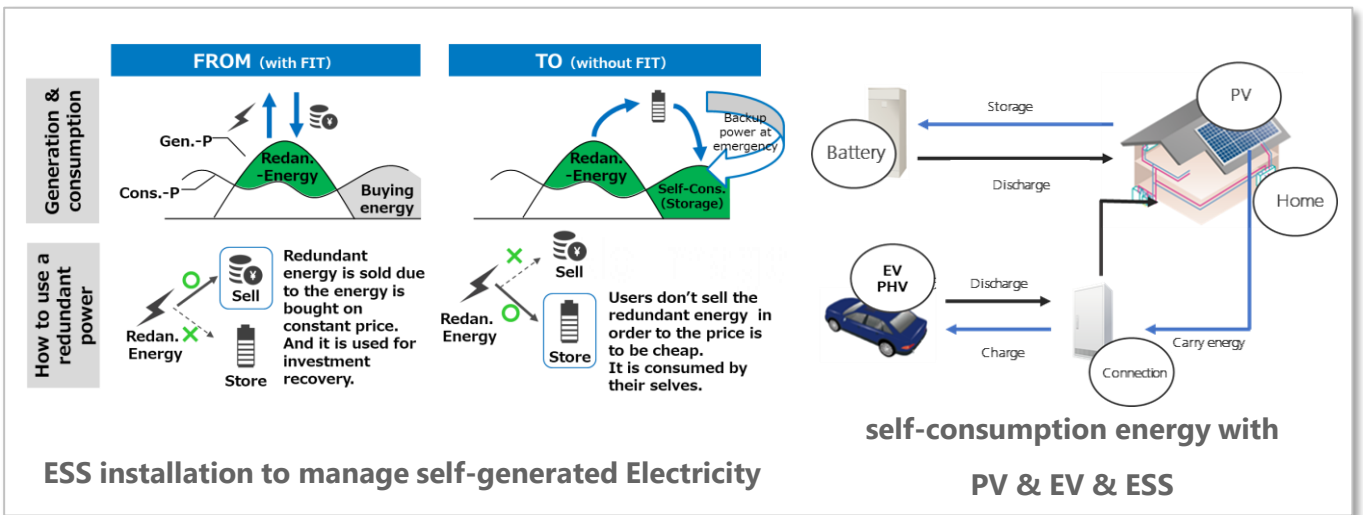 FROM (with FIT)
TO (without FIT)
Generation &
consumption
Gen.-P
Cons.-P
Redan.
-Energy
Buying
energy
Redan.
-Energy
Self-Cons.
(Storage)
Backup
power at
emergency
How to use a
redundant
power
Redan.
Energy
¥
Sell
Store
Redundant
energy is sold due
to the energy is
bought on
constant price.
And it is used for
investment
recovery.
Redan.
Energy
¥
Sell
Store
Users don't sell the
redundant energy in
order to the price is
to be cheap.
It is consumed by
their selves.
ESS installation to manage self-generated Electricity
Battery
Storage
Discharge
PV
Home
EV
PHV
Discharge
Charge
Connection
Carry energy
self-consumption energy with
PV & EV & ESS